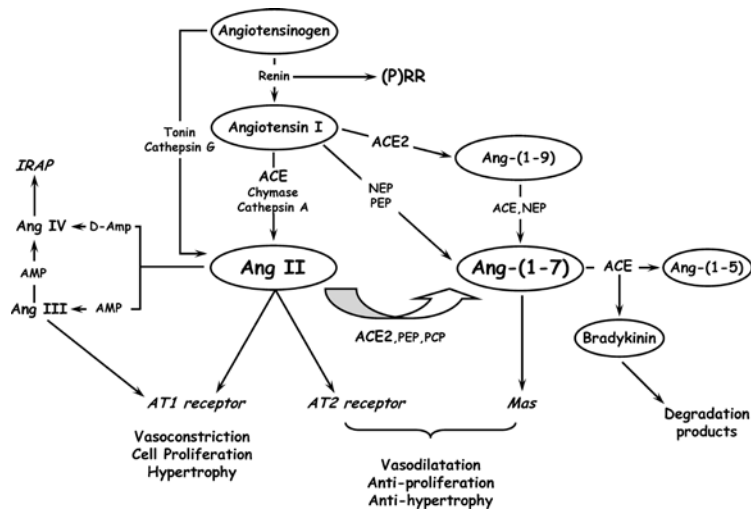 Angiotensinogen
Renin
(P)RR
Tonin
Cathepsin G
Angiotensin I
ACE2
Ang-(1-9)
IRAP
ACE
Chymase
Cathepsin A
NEP
PEP
ACE,NEP
Ang IV
D-Amp
AMP
Ang III
AMP
Ang II
Ang-(1-7)
ACE
Ang-(1-5)
ACE2,PEP,PCP
Bradykinin
AT1 receptor
AT2 receptor
Mas
Degradation
products
Vasoconstriction
Cell Proliferation
Hypertrophy
Vasodilatation
Anti-proliferation
Anti-hypertrophy